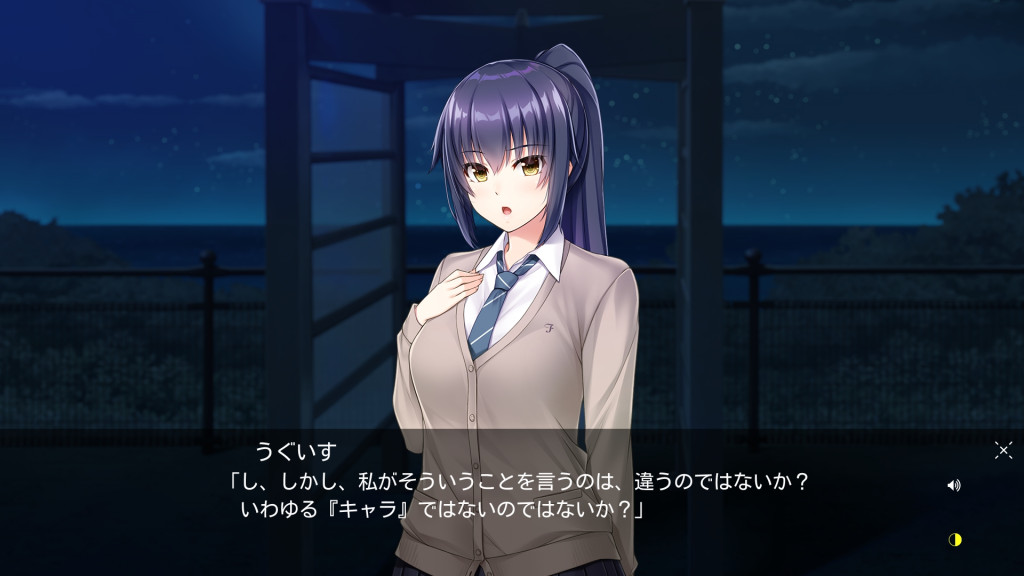 うぐいす
「し、しかし、私がそういうことを言うのは、違うのではないか？
いわゆる『キャラ』ではないのではないか？」